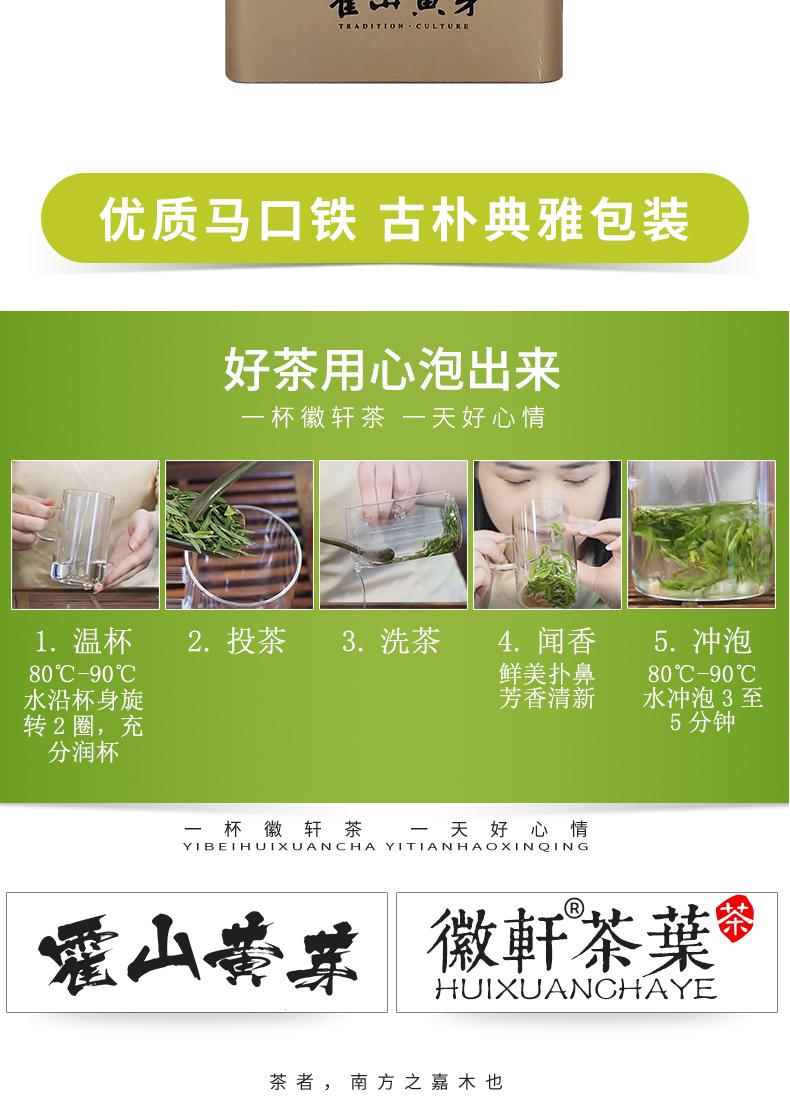 霍山黄芽
TRADITION·CULTURE
优质马口铁 古朴典雅包装
好茶用心泡出来
一杯徽轩茶 一天好心情
1. 温杯
80℃-90℃
水沿杯身旋
转2圈，充
分润杯
2. 投茶
3. 洗茶
4. 闻香
鲜美扑鼻
芳香清新
5. 冲泡
80℃-90℃
水冲泡3至
5分钟
一杯徽轩茶 一天好心情
YIBEIHUIXUANCHA YITIANHAOXINQING
霍山黄芽
徽軒®茶葉 茶
HUIXUANCHAYE
茶者，南方之嘉木也